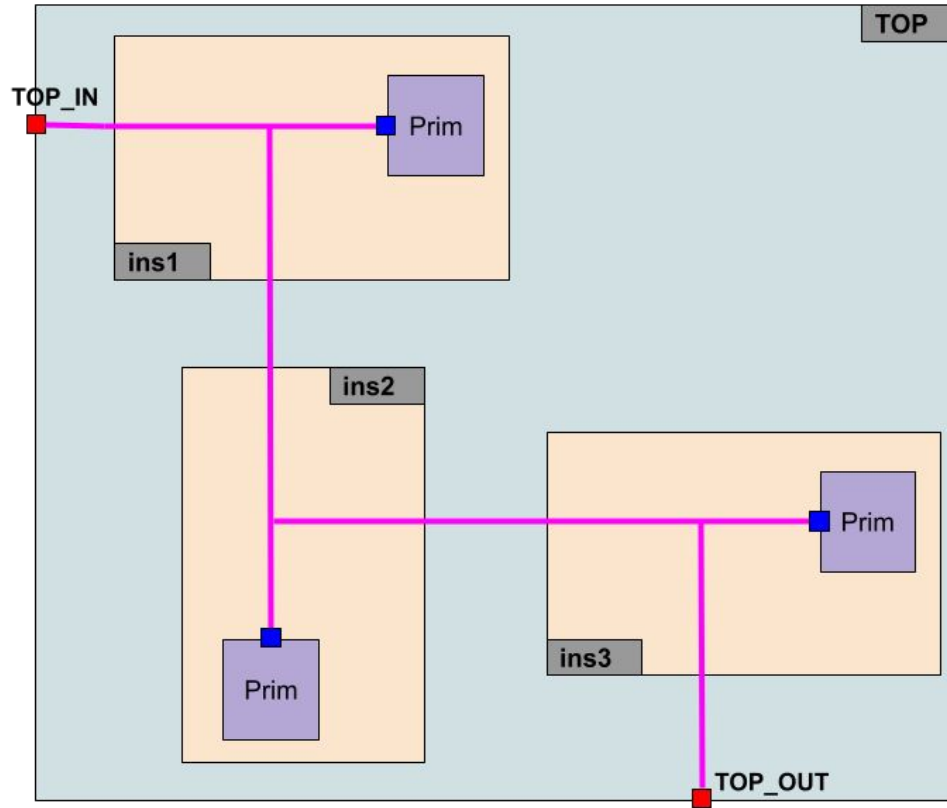 TOP
TOP_IN
Prim
ins1
ins2
Prim
ins3
Prim
TOP_OUT